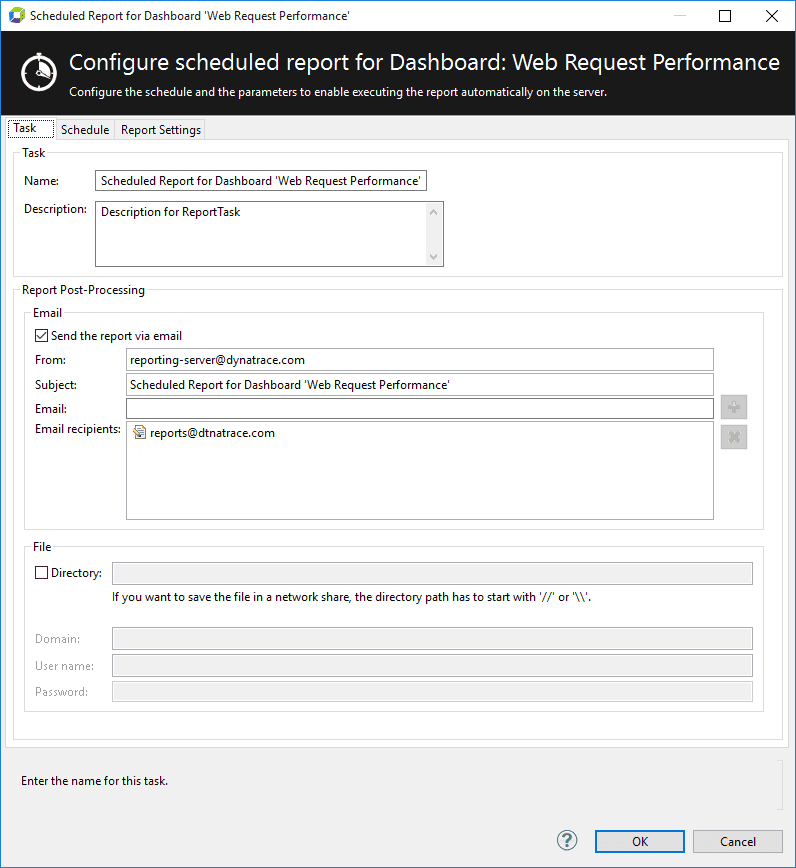 Scheduled Report for Dashboard 'Web Request Performance'
Configure scheduled report for Dashboard: Web Request Performance
Configure the schedule and the parameters to enable executing the report automatically on the server.
Task Schedule Report Settings
Task
Name: Scheduled Report for Dashboard 'Web Request Performance'
Description: Description for ReportTask
Report Post-Processing
Email
Send the report via email
From: reporting-server@dynatrace.com
Subject: Scheduled Report for Dashboard 'Web Request Performance'
Email:
Email recipients: reports@dtnatrace.com
File
Directory:
If you want to save the file in a network share, the directory path has to start with '//' or '\\'.
Domain:
User name:
Password:
Enter the name for this task.
? OK Cancel